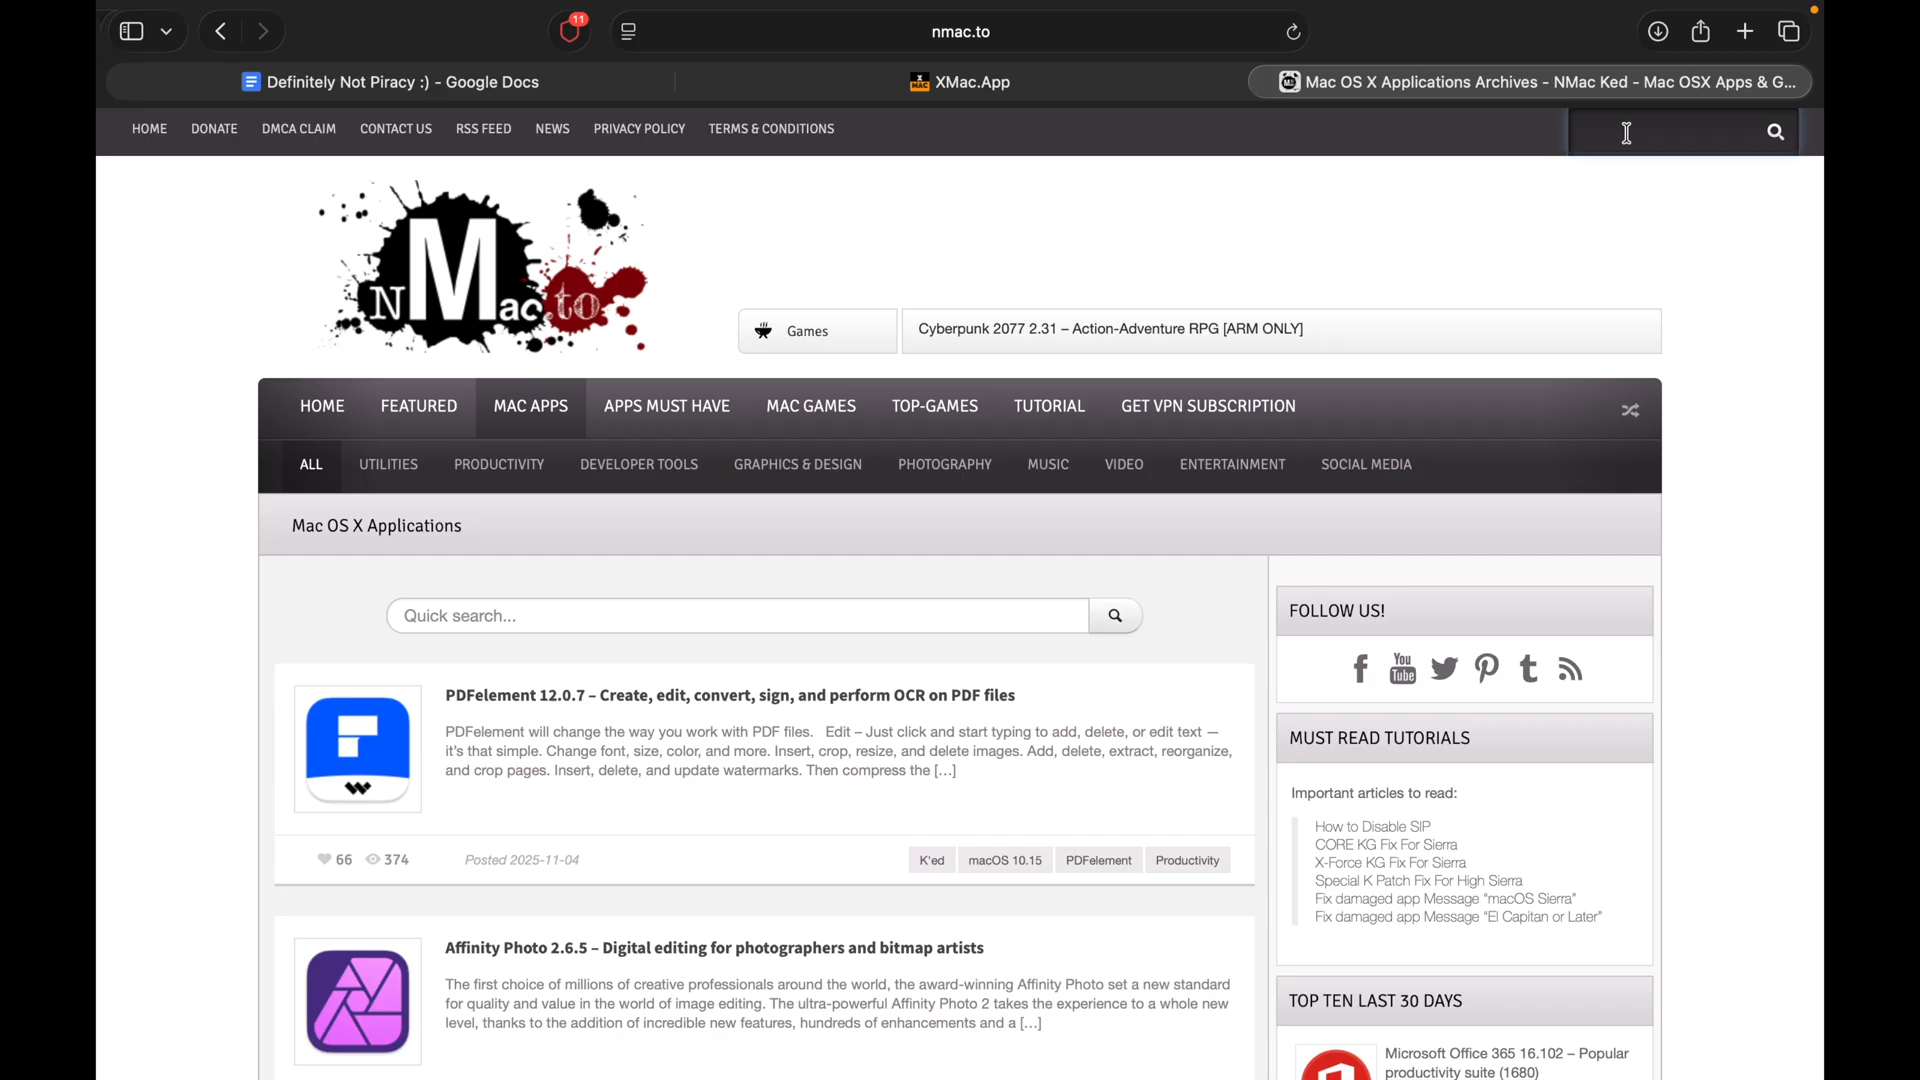 11
nmac.to
Definitely Not Piracy :) - Google Docs
XMac.App
Mac OS X Applications Archives - NMac Ked - Mac OSX Apps & G...
HOME DONATE DMCA CLAIM CONTACT US RSS FEED NEWS PRIVACY POLICY TERMS & CONDITIONS
NMac.to
Games
Cyberpunk 2077 2.31 – Action-Adventure RPG [ARM ONLY]
HOME FEATURED MAC APPS APPS MUST HAVE MAC GAMES TOP-GAMES TUTORIAL GET VPN SUBSCRIPTION
ALL UTILITIES PRODUCTIVITY DEVELOPER TOOLS GRAPHICS & DESIGN PHOTOGRAPHY MUSIC VIDEO ENTERTAINMENT SOCIAL MEDIA
Mac OS X Applications
Quick search...
PDFelement 12.0.7 – Create, edit, convert, sign, and perform OCR on PDF files
PDFelement will change the way you work with PDF files. Edit – Just click and start typing to add, delete, or edit text —
it's that simple. Change font, size, color, and more. Insert, crop, resize, and delete images. Add, delete, extract, reorganize,
and crop pages. Insert, delete, and update watermarks. Then compress the [...]
66 374 Posted 2025-11-04 K'ed macOS 10.15 PDFelement Productivity
Affinity Photo 2.6.5 – Digital editing for photographers and bitmap artists
The first choice of millions of creative professionals around the world, the award-winning Affinity Photo set a new standard
for quality and value in the world of image editing. The ultra-powerful Affinity Photo 2 takes the experience to a whole new
level, thanks to the addition of incredible new features, hundreds of enhancements and a [...]
FOLLOW US!
You
Tube
MUST READ TUTORIALS
Important articles to read:
How to Disable SIP
CORE KG Fix For Sierra
X-Force KG Fix For Sierra
Special K Patch Fix For High Sierra
Fix damaged app Message “macOS Sierra”
Fix damaged app Message “El Capitan or Later”
TOP TEN LAST 30 DAYS
Microsoft Office 365 16.102 – Popular
productivity suite (1680)